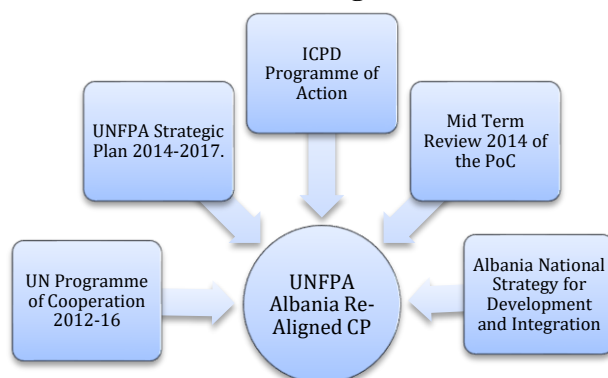 ICPD
Programme of
Action
UNFPA Strategic
Plan 2014-2017.
Mid Term
Review 2014 of
the PoC
UN Programme
of Cooperation
2012-16
UNFPA
Albania Re-
Aligned CP
Albania National
Strategy for
Development
and Integration